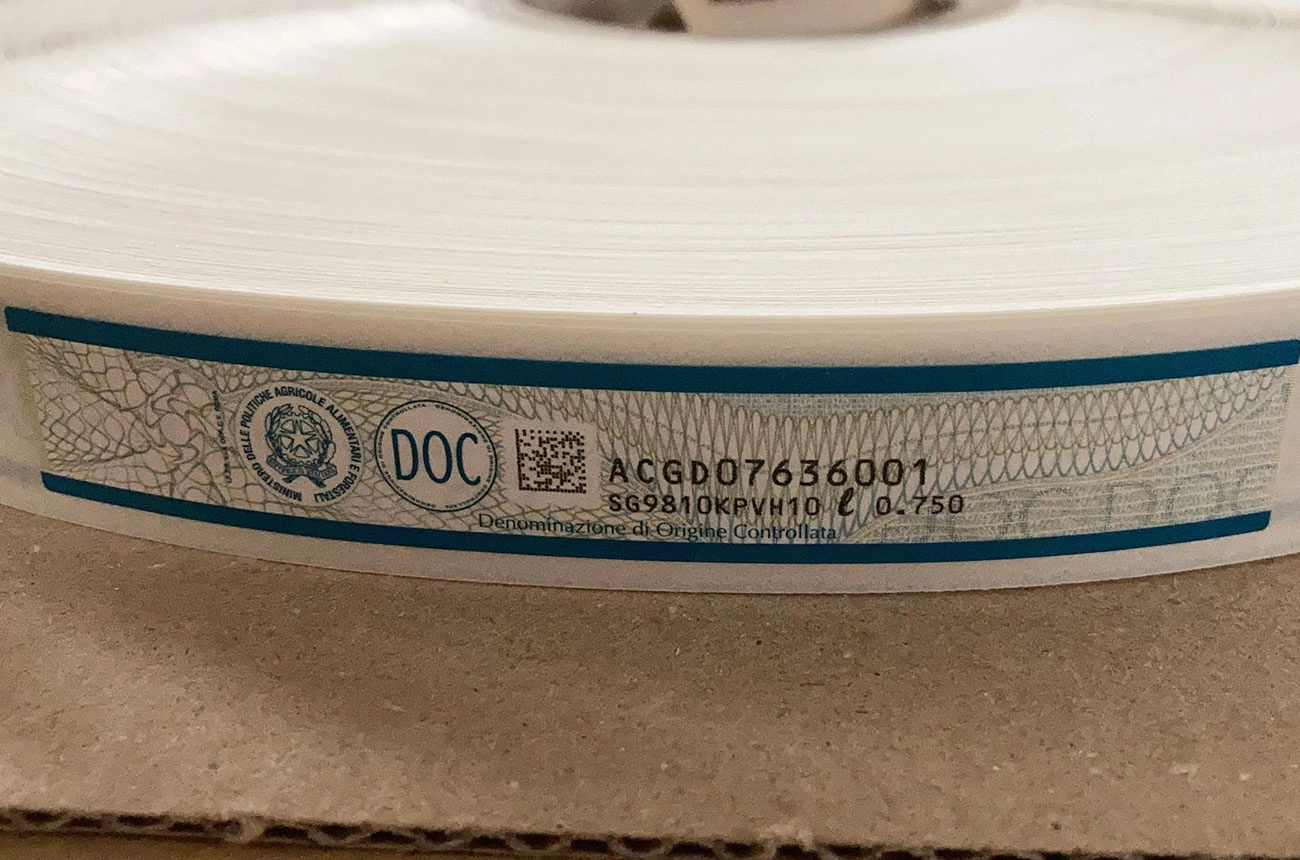 MINISTERO DELLE POLITICHE AGRICOLE ALIMENTARI E FORESTALI
DOC
ACGD07636001
SG9810KPVH10 ℓ 0.750
Denominazione di Origine Controllata